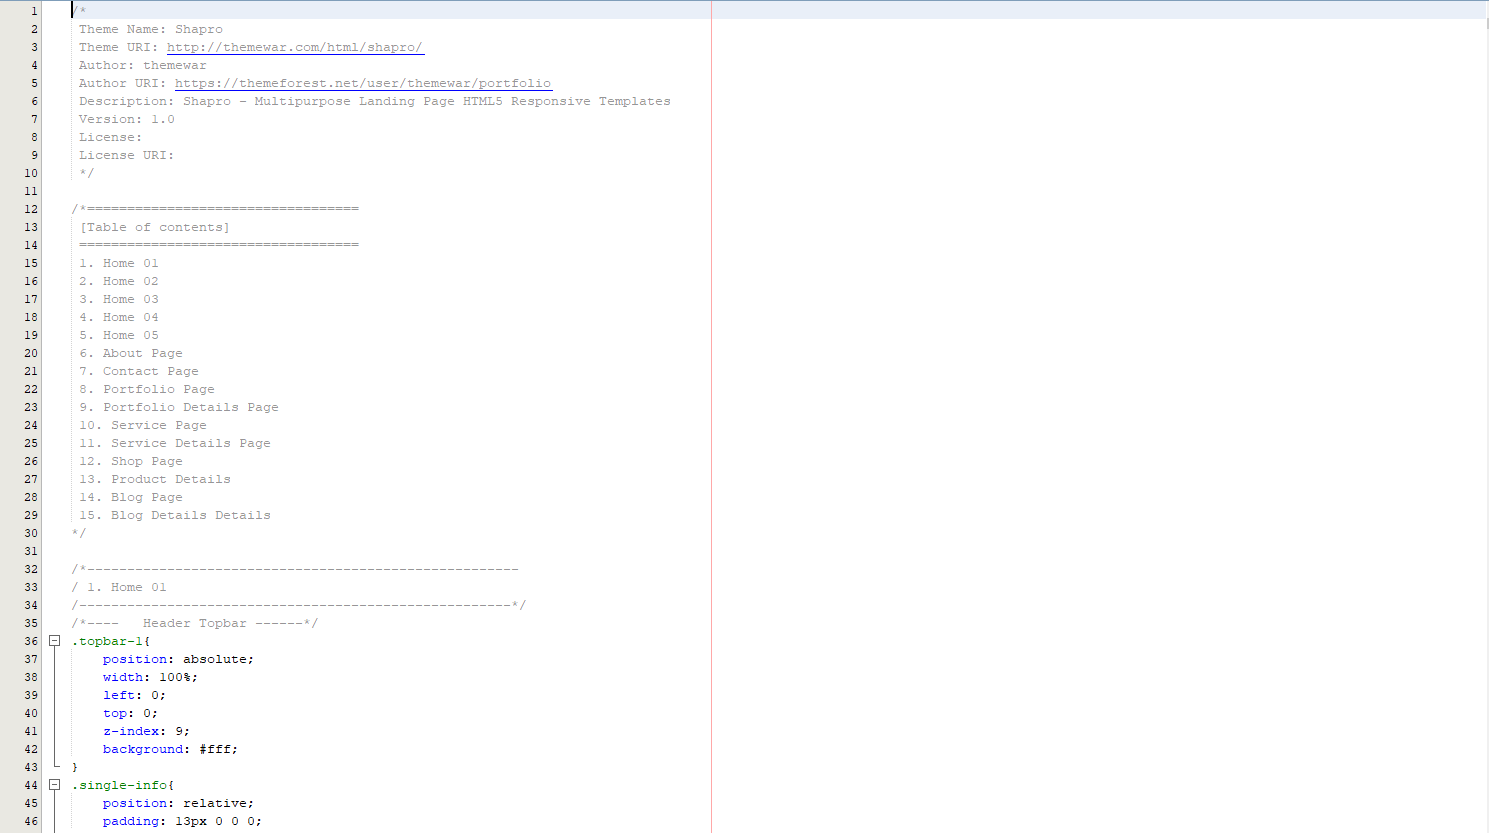 1 /*
2 Theme Name: Shapro
3 Theme URI: http://themewar.com/html/shapro/
4 Author: themewar
5 Author URI: https://themeforest.net/user/themewar/portfolio
6 Description: Shapro - Multipurpose Landing Page HTML5 Responsive Templates
7 Version: 1.0
8 License:
9 License URI:
10 */
11
12 /*==================================
13 [Table of contents]
14 ===================================
15 1. Home 01
16 2. Home 02
17 3. Home 03
18 4. Home 04
19 5. Home 05
20 6. About Page
21 7. Contact Page
22 8. Portfolio Page
23 9. Portfolio Details Page
24 10. Service Page
25 11. Service Details Page
26 12. Shop Page
27 13. Product Details
28 14. Blog Page
29 15. Blog Details Details
30 */
31
32 /*------------------------------------------------------
33 / 1. Home 01
34 /------------------------------------------------------*/
35 /*----   Header Topbar ------*/
36 .topbar-1{
37 position: absolute;
38 width: 100%;
39 left: 0;
40 top: 0;
41 z-index: 9;
42 background: #fff;
43 }
44 .single-info{
45 position: relative;
46 padding: 13px 0 0 0;